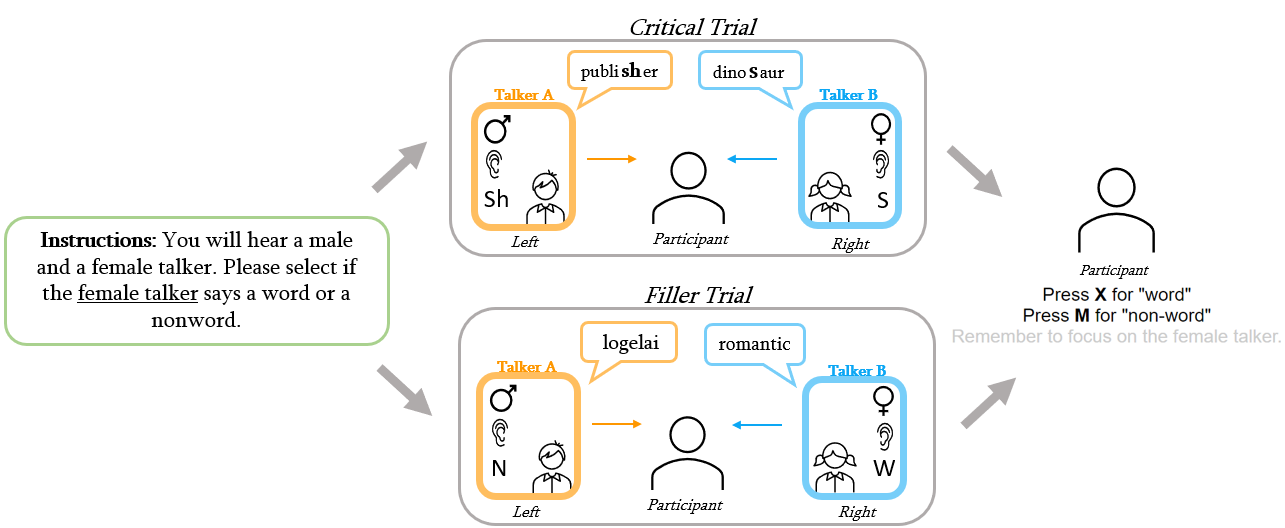 Critical Trial
publisher
dinosaur
Talker A
Talker B
Sh
S
Left
Participant
Right
Instructions: You will hear a male
and a female talker. Please select if
the female talker says a word or a
nonword.
Participant
Press X for "word"
Press M for "non-word"
Remember to focus on the female talker.
Filler Trial
logelai
romantic
Talker A
Talker B
N
W
Left
Participant
Right